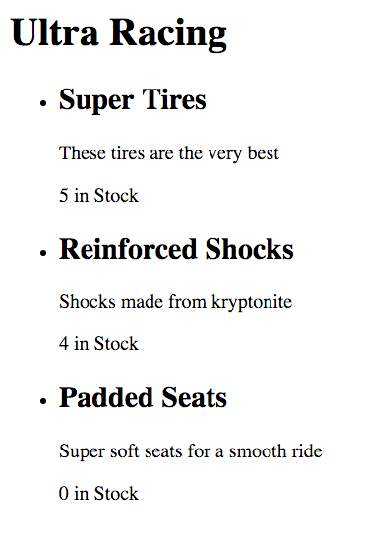 Ultra Racing
Super Tires
These tires are the very best
5 in Stock
Reinforced Shocks
Shocks made from kryptonite
4 in Stock
Padded Seats
Super soft seats for a smooth ride
0 in Stock